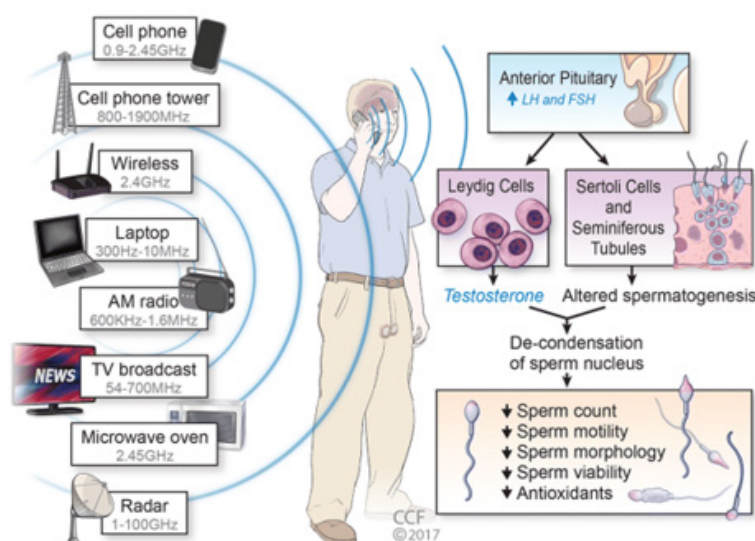 Cell phone
0.9-2.45GHz
Cell phone tower
800-1900MHz
Wireless
2.4GHz
Laptop
300Hz-10MHz
AM radio
600KHz-1.6MHz
NEWS
TV broadcast
54-700MHz
Microwave oven
2.45GHz
Radar
1-100GHz
CCF
©2017
Anterior Pituitary
↑ LH and FSH
Leydig Cells
Sertoli Cells
and
Seminiferous
Tubules
Testosterone
Altered spermatogenesis
De-condensation
of sperm nucleus
↓ Sperm count
↓ Sperm motility
↓ Sperm morphology
↓ Sperm viability
↓ Antioxidants